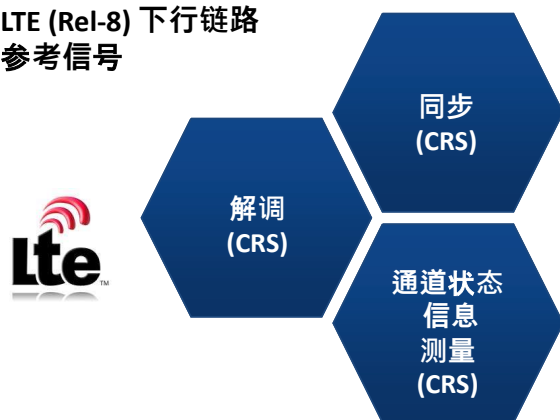 LTE (Rel-8) 下行链路
参考信号
同步
(CRS)
解调
(CRS)
Lte
TM
通道状态
信息
测量
(CRS)